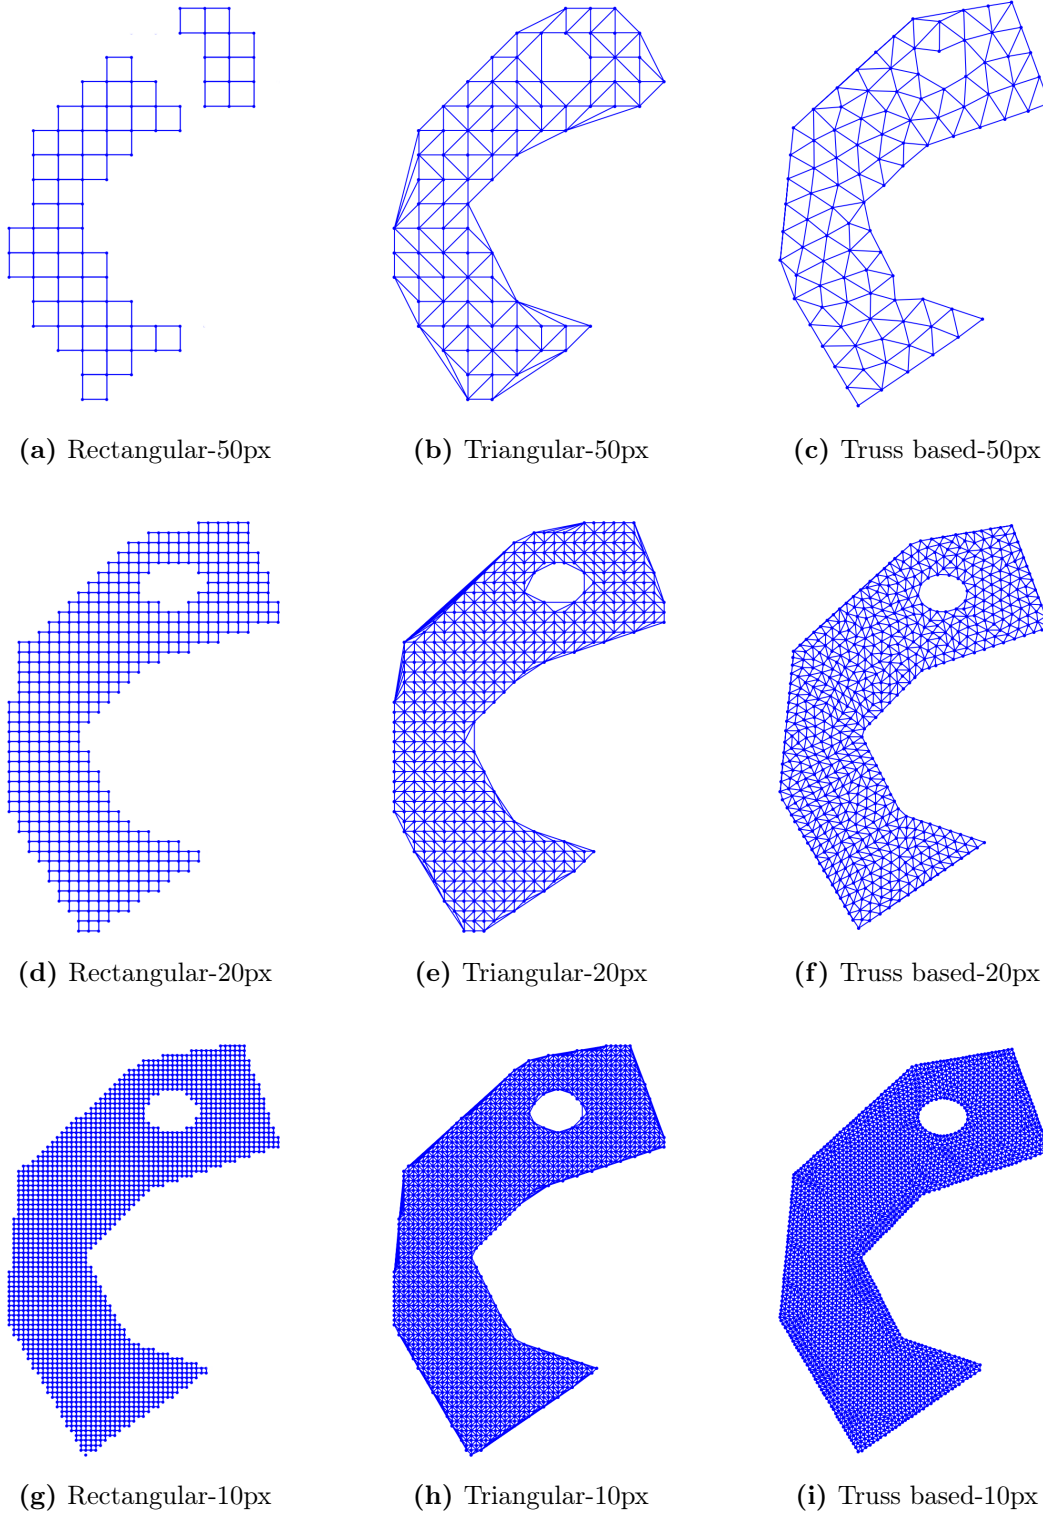 (a) Rectangular-50px
(b) Triangular-50px
(c) Truss based-50px
(d) Rectangular-20px
(e) Triangular-20px
(f) Truss based-20px
(g) Rectangular-10px
(h) Triangular-10px
(i) Truss based-10px